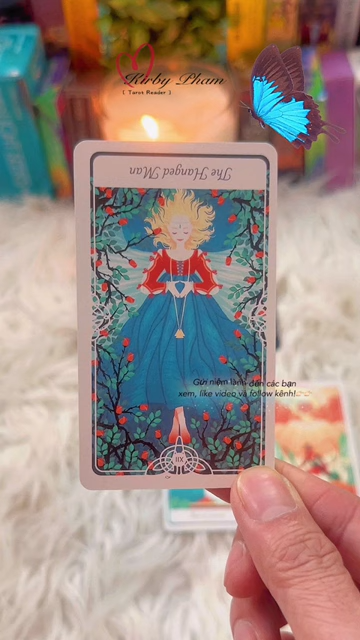 Kirby Pham
( Tarot Reader )
The Hanged Man
Gửi niệm lành đến các bạn
xem, like video và follow kênh!
XII